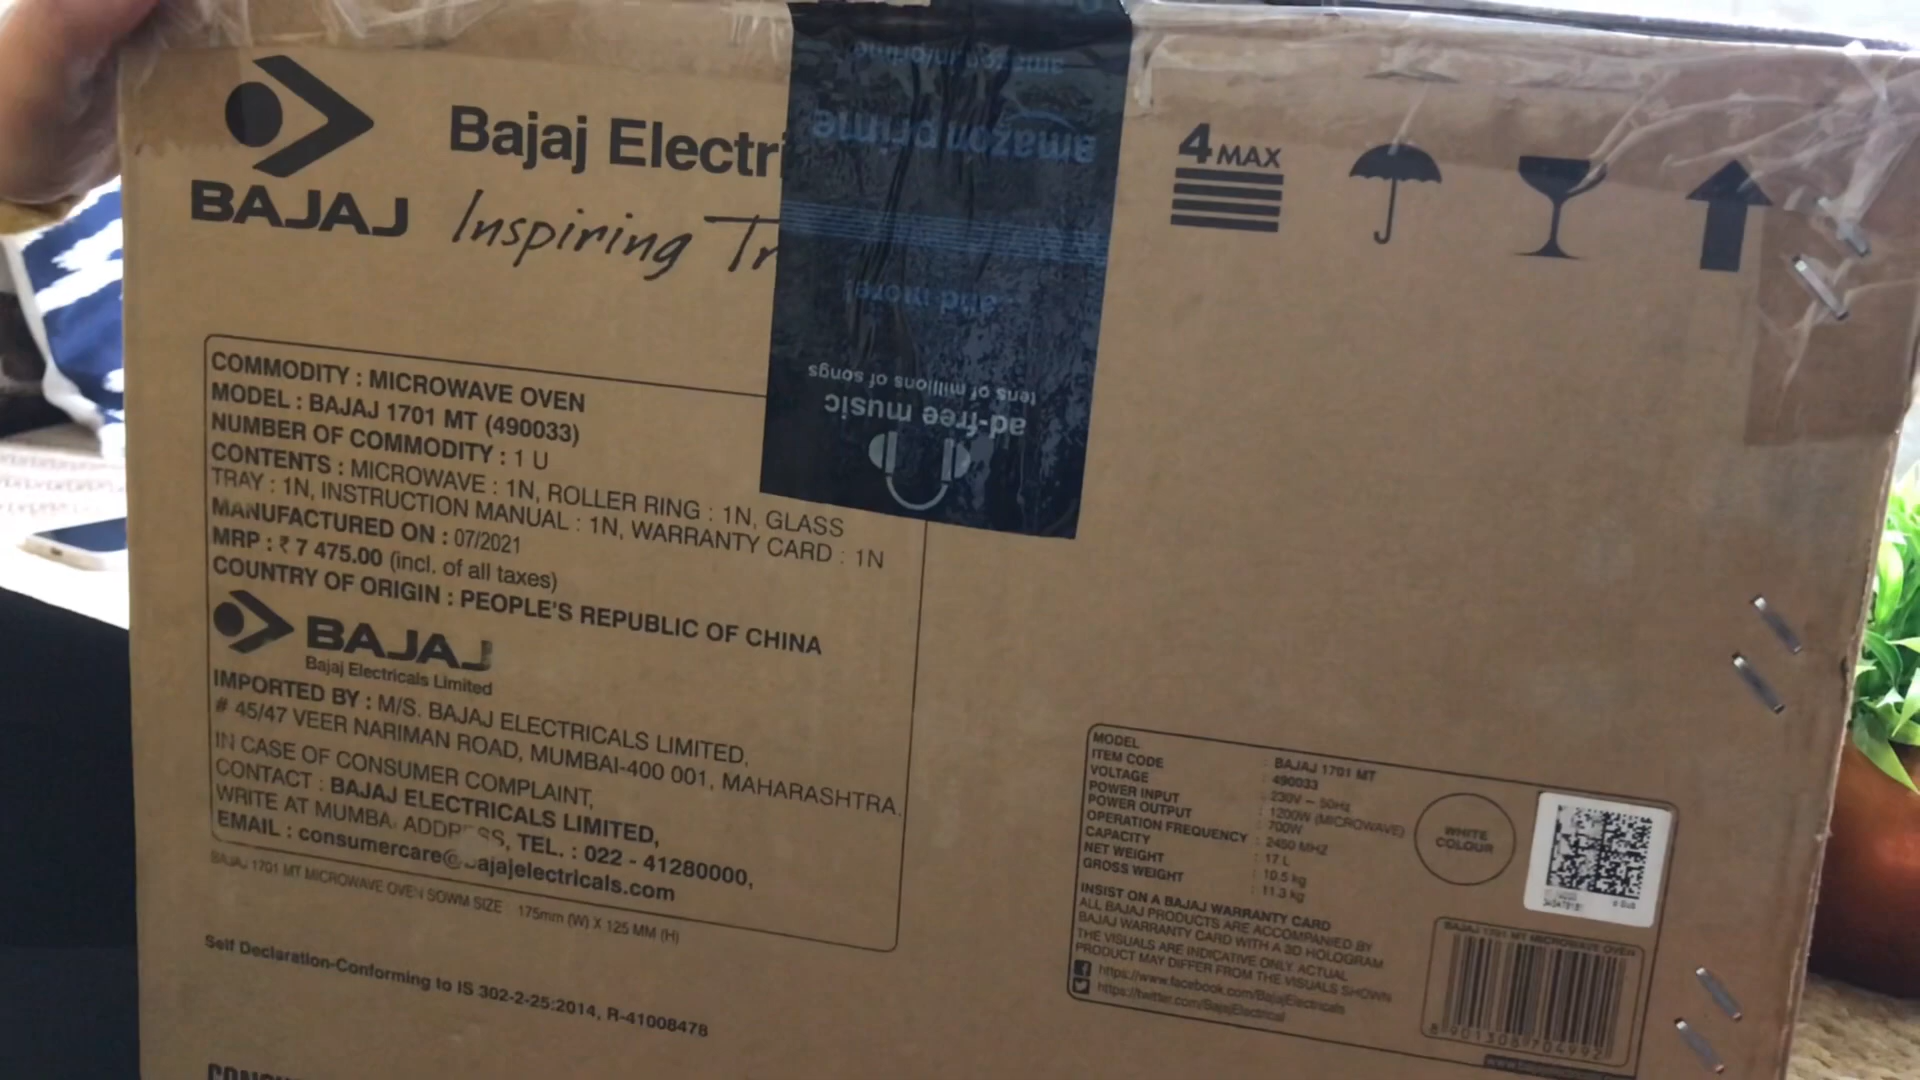 BAJAJ
Bajaj Electri
Inspiring Tr
amazon prime
amazon prime
and more
tens of millions of songs
ad-free music
4 MAX
COMMODITY : MICROWAVE OVEN
MODEL : BAJAJ 1701 MT (490033)
NUMBER OF COMMODITY : 1 U
CONTENTS : MICROWAVE : 1N, ROLLER RING : 1N, GLASS
TRAY : 1N, INSTRUCTION MANUAL : 1N, WARRANTY CARD : 1N
MANUFACTURED ON : 07/2021
MRP : ₹ 7 475.00 (incl. of all taxes)
COUNTRY OF ORIGIN : PEOPLE'S REPUBLIC OF CHINA
BAJAJ
Bajaj Electricals Limited
IMPORTED BY : M/S. BAJAJ ELECTRICALS LIMITED,
# 45/47 VEER NARIMAN ROAD, MUMBAI-400 001, MAHARASHTRA.
IN CASE OF CONSUMER COMPLAINT,
CONTACT : BAJAJ ELECTRICALS LIMITED,
WRITE AT MUMBAI ADDRESS, TEL. : 022 - 41280000,
EMAIL : consumercare@bajajelectricals.com
BAJAJ 1701 MT MICROWAVE OVEN SOWM SIZE : 175mm (W) X 125 MM (H)
Self Declaration-Conforming to IS 302-2-25:2014, R-41008478
MODEL : BAJAJ 1701 MT
ITEM CODE : 490033
VOLTAGE : 230V ~ 50Hz
POWER INPUT : 1200W (MICROWAVE)
POWER OUTPUT : 700W
OPERATION FREQUENCY : 2450 MHZ
CAPACITY : 17 L
NET WEIGHT : 10.5 kg
GROSS WEIGHT : 11.3 kg
WHITE
COLOUR
INSIST ON A BAJAJ WARRANTY CARD
ALL BAJAJ PRODUCTS ARE ACCOMPANIED BY
BAJAJ WARRANTY CARD WITH A 3D HOLOGRAM
THE VISUALS ARE INDICATIVE ONLY. ACTUAL
PRODUCT MAY DIFFER FROM THE VISUALS SHOWN
https://www.facebook.com/BajajElectricals
https://twitter.com/BajajElectrical
BAJAJ 1701 MT MICROWAVE OVEN
8 901308 704992